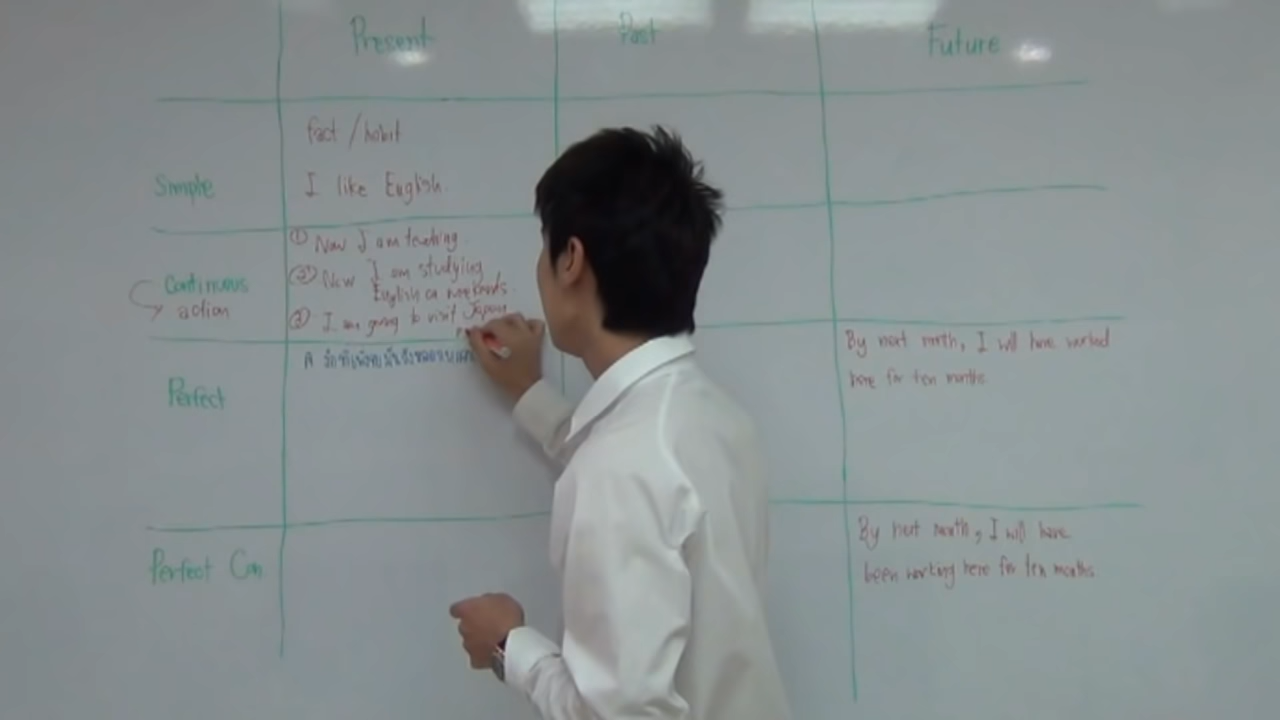 Present Past Future
fact / habit
Simple I like English.
① Now I am teaching.
② Now I am studying
English on weekends.
Continuous
action
③ I am going to visit Japan
Perfect
By next month, I will have worked
here for ten months
Perfect Con
By next month, I will have
been working here for ten months.